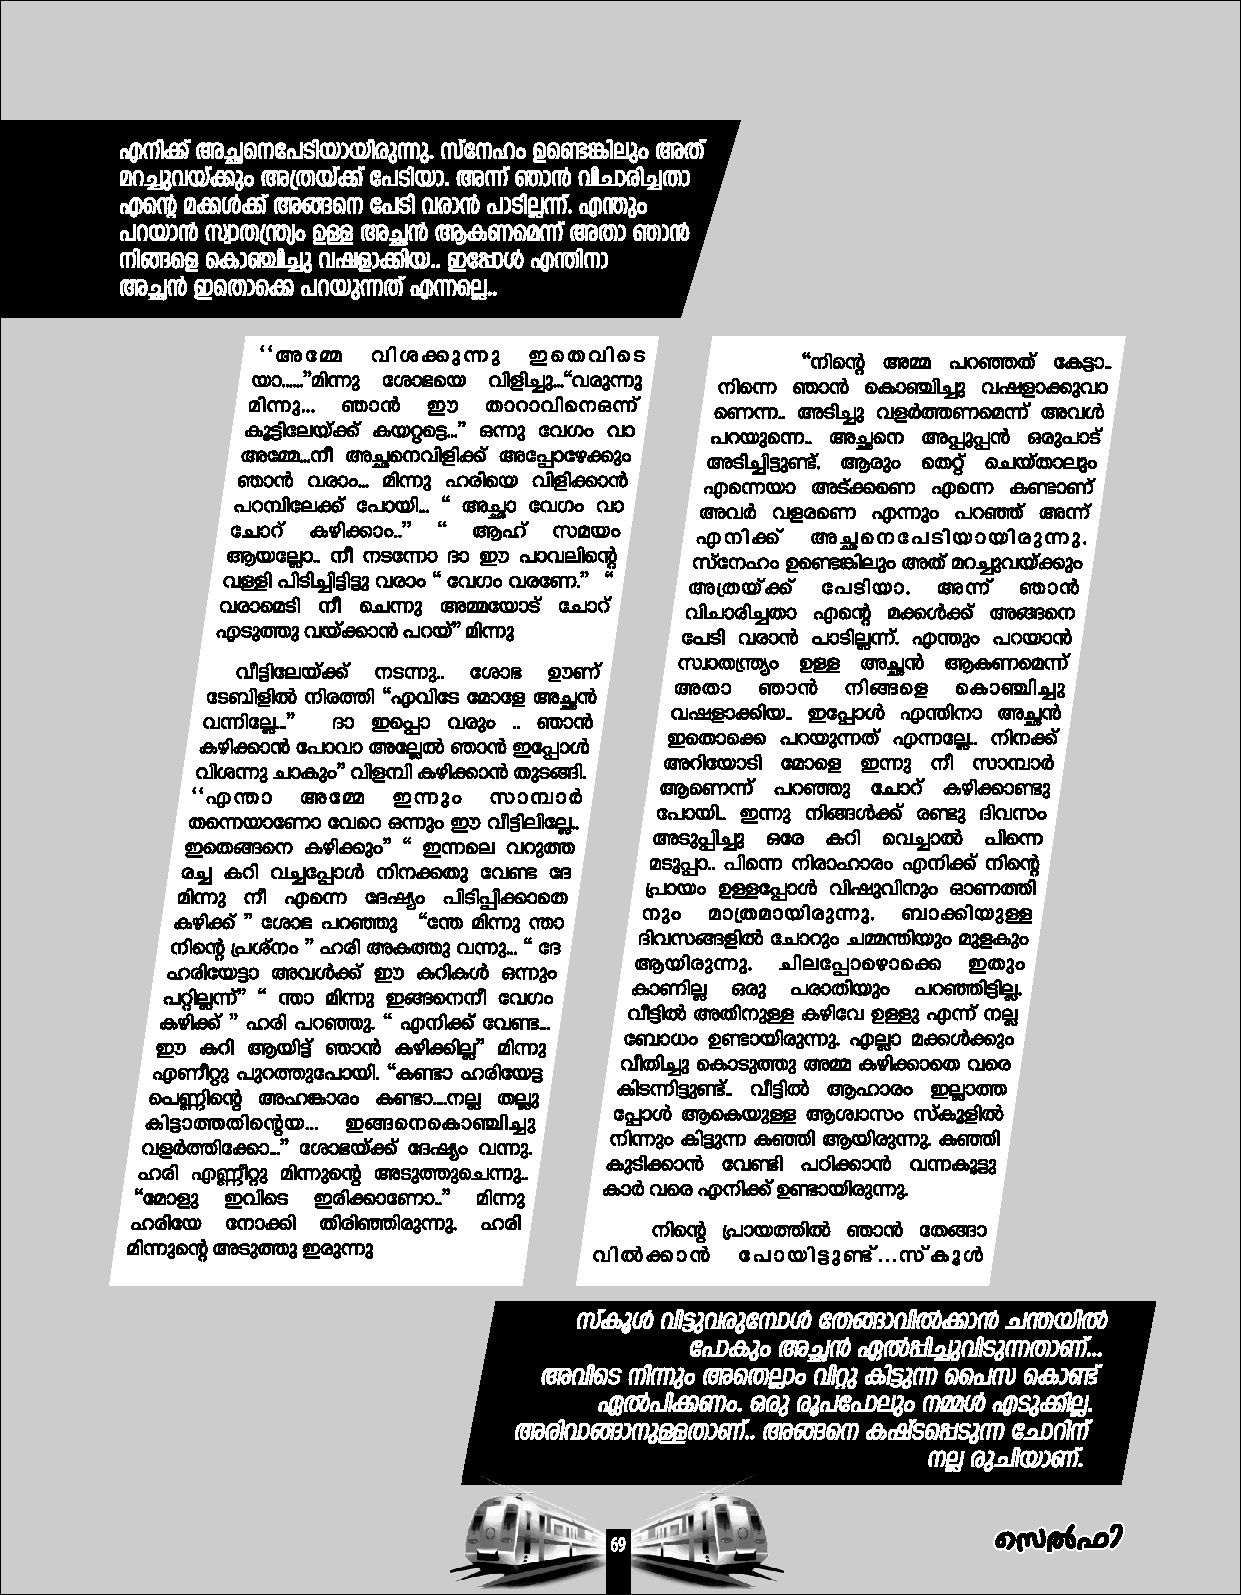 എനിക്ക് അച്ഛനെപേടിയായിരുന്നു. സ്നേഹം ഉണ്ടെങ്കിലും അത്
മറച്ചുവയ്ക്കും അത്രയ്ക്ക് പേടിയാ. അന്ന് ഞാൻ വിചാരിച്ചതാ
എന്റെ മക്കൾക്ക് അങ്ങനെ പേടി വരാൻ പാടില്ലന്ന്. എന്തും
പറയാൻ സ്വാതന്ത്ര്യം ഉള്ള അച്ഛൻ ആകണമെന്ന് അതാ ഞാൻ
നിങ്ങളെ കൊഞ്ചിച്ചു വഷളാക്കിയ.. ഇപ്പോൾ എന്തിനാ
അച്ഛൻ ഇതൊക്കെ പറയുന്നത് എന്നല്ലെ..
‘‘അമ്മേ വിശക്കുന്നു ഇതെവിടെ
യാ......”മിന്നു ശോഭയെ വിളിച്ചു...“വരുന്നു
മിന്നു... ഞാൻ ഈ താറാവിനെഒന്ന്
കൂട്ടിലേയ്ക്ക് കയറ്റട്ടെ...” ഒന്നു വേഗം വാ
അമ്മേ...നീ അച്ഛനെവിളിക്ക് അപ്പോഴേക്കും
ഞാൻ വരാം... മിന്നു ഹരിയെ വിളിക്കാൻ
പറമ്പിലേക്ക് പോയി... “ അച്ഛാ വേഗം വാ
ചോറ് കഴിക്കാം..” “ ആഹ് സമയം
ആയല്ലോ.. നീ നടന്നോ ദാ ഈ പാവലിന്റെ
വള്ളി പിടിച്ചിട്ടിട്ടു വരാം “ വേഗം വരണേ.” “
വരാമെടി നീ ചെന്നു അമ്മയോട് ചോറ്
എടുത്തു വയ്ക്കാൻ പറയ്” മിന്നു
വീട്ടിലേയ്ക്ക് നടന്നു.. ശോഭ ഊണ്
ടേബിളിൽ നിരത്തി “എവിടേ മോളേ അച്ഛൻ
വന്നില്ലേ...” ദാ ഇപ്പൊ വരും .. ഞാൻ
കഴിക്കാൻ പോവാ അല്ലേൽ ഞാൻ ഇപ്പോൾ
വിശന്നു ചാകും” വിളമ്പി കഴിക്കാൻ തുടങ്ങി.
‘‘എന്താ അമ്മേ ഇന്നും സാമ്പാർ
തന്നെയാണോ വേറെ ഒന്നും ഈ വീട്ടിലില്ലേ..
ഇതെങ്ങനെ കഴിക്കും” “ ഇന്നലെ വറുത്ത
രച്ച കറി വച്ചപ്പോൾ നിനക്കതു വേണ്ട ദേ
മിന്നു നീ എന്നെ ദേഷ്യം പിടിപ്പിക്കാതെ
കഴിക്ക് ” ശോഭ പറഞ്ഞു “ന്തേ മിന്നു ന്താ
നിന്റെ പ്രശ്നം ” ഹരി അകത്തു വന്നു... “ ദേ
ഹരിയേട്ടാ അവൾക്ക് ഈ കറികൾ ഒന്നും
പറ്റില്ലന്ന്” “ ന്താ മിന്നു ഇങ്ങനെനീ വേഗം
കഴിക്ക് ” ഹരി പറഞ്ഞു. “ എനിക്ക് വേണ്ട...
ഈ കറി ആയിട്ട് ഞാൻ കഴിക്കില്ല” മിന്നു
എണീറ്റു പുറത്തുപോയി. “കണ്ടാ ഹരിയേട്ട
പെണ്ണിന്റെ അഹങ്കാരം കണ്ടാ....നല്ല തല്ലു
കിട്ടാത്തതിന്റെയ... ഇങ്ങനെകൊഞ്ചിച്ചു
വളർത്തിക്കോ...” ശോഭയ്ക്ക് ദേഷ്യം വന്നു.
ഹരി എണ്ണീറ്റു മിന്നുന്റെ അടുത്തുചെന്നു..
“മോളു ഇവിടെ ഇരിക്കാണോ..” മിന്നു
ഹരിയേ നോക്കി തിരിഞ്ഞിരുന്നു. ഹരി
മിന്നുന്റെ അടുത്തു ഇരുന്നു
“നിന്റെ അമ്മ പറഞ്ഞത് കേട്ടാ..
നിന്നെ ഞാൻ കൊഞ്ചിച്ചു വഷളാക്കുവാ
ണെന്ന.. അടിച്ചു വളർത്തണമെന്ന് അവൾ
പറയുന്നെ.. അച്ഛനെ അപ്പൂപ്പൻ ഒരുപാട്
അടിച്ചിട്ടുണ്ട്. ആരും തെറ്റ് ചെയ്താലും
എന്നെയാ അട്ക്കണെ എന്നെ കണ്ടാണ്
അവർ വളരണെ എന്നും പറഞ്ഞ് അന്ന്
എനിക്ക് അച്ഛനെപേടിയായിരുന്നു.
സ്നേഹം ഉണ്ടെങ്കിലും അത് മറച്ചുവയ്ക്കും
അത്രയ്ക്ക് പേടിയാ. അന്ന് ഞാൻ
വിചാരിച്ചതാ എന്റെ മക്കൾക്ക് അങ്ങനെ
പേടി വരാൻ പാടില്ലന്ന്. എന്തും പറയാൻ
സ്വാതന്ത്ര്യം ഉള്ള അച്ഛൻ ആകണമെന്ന്
അതാ ഞാൻ നിങ്ങളെ കൊഞ്ചിച്ചു
വഷളാക്കിയ.. ഇപ്പോൾ എന്തിനാ അച്ഛൻ
ഇതൊക്കെ പറയുന്നത് എന്നല്ലേ.. നിനക്ക്
അറിയോടി മോളെ ഇന്നു നീ സാമ്പാർ
ആണെന്ന് പറഞ്ഞു ചോറ് കഴിക്കാണ്ടു
പോയി.. ഇന്നു നിങ്ങൾക്ക് രണ്ടു ദിവസം
അടുപ്പിച്ചു ഒരേ കറി വെച്ചാൽ പിന്നെ
മടുപ്പാ.. പിന്നെ നിരാഹാരം എനിക്ക് നിന്റെ
പ്രായം ഉള്ളപ്പോൾ വിഷുവിനും ഓണത്തി
നും മാത്രമായിരുന്നു. ബാക്കിയുള്ള
ദിവസങ്ങളിൽ ചോറും ചമ്മന്തിയും മുളകും
ആയിരുന്നു. ചിലപ്പോഴൊക്കെ ഇതും
കാണില്ല ഒരു പരാതിയും പറഞ്ഞിട്ടില്ല.
വീട്ടിൽ അതിനുള്ള കഴിവേ ഉള്ളു എന്ന് നല്ല
ബോധം ഉണ്ടായിരുന്നു. എല്ലാ മക്കൾക്കും
വീതിച്ചു കൊടുത്തു അമ്മ കഴിക്കാതെ വരെ
കിടന്നിട്ടുണ്ട്.. വീട്ടിൽ ആഹാരം ഇല്ലാത്ത
പ്പോൾ ആകെയുള്ള ആശ്വാസം സ്കൂളിൽ
നിന്നും കിട്ടുന്ന കഞ്ഞി ആയിരുന്നു. കഞ്ഞി
കുടിക്കാൻ വേണ്ടി പഠിക്കാൻ വന്നകൂട്ടു
കാർ വരെ എനിക്ക് ഉണ്ടായിരുന്നു.
നിന്റെ പ്രായത്തിൽ ഞാൻ തേങ്ങാ
വിൽക്കാൻ പോയിട്ടുണ്ട്...സ്കൂൾ
സ്കൂൾ വിട്ടുവരുമ്പോൾ തേങ്ങാവിൽക്കാൻ ചന്തയിൽ
പോകും അച്ഛൻ ഏൽപ്പിച്ചുവിടുന്നതാണ്...
അവിടെ നിന്നും അതെല്ലാം വിറ്റു കിട്ടുന്ന പൈസ കൊണ്ട്
ഏൽപിക്കണം. ഒരു രൂപപോലും നമ്മൾ എടുക്കില്ല.
അരിവാങ്ങാനുള്ളതാണ്.. അങ്ങനെ കഷ്ടപ്പെടുന്ന ചോറിന്
നല്ല രുചിയാണ്.
69
സെൽഫി